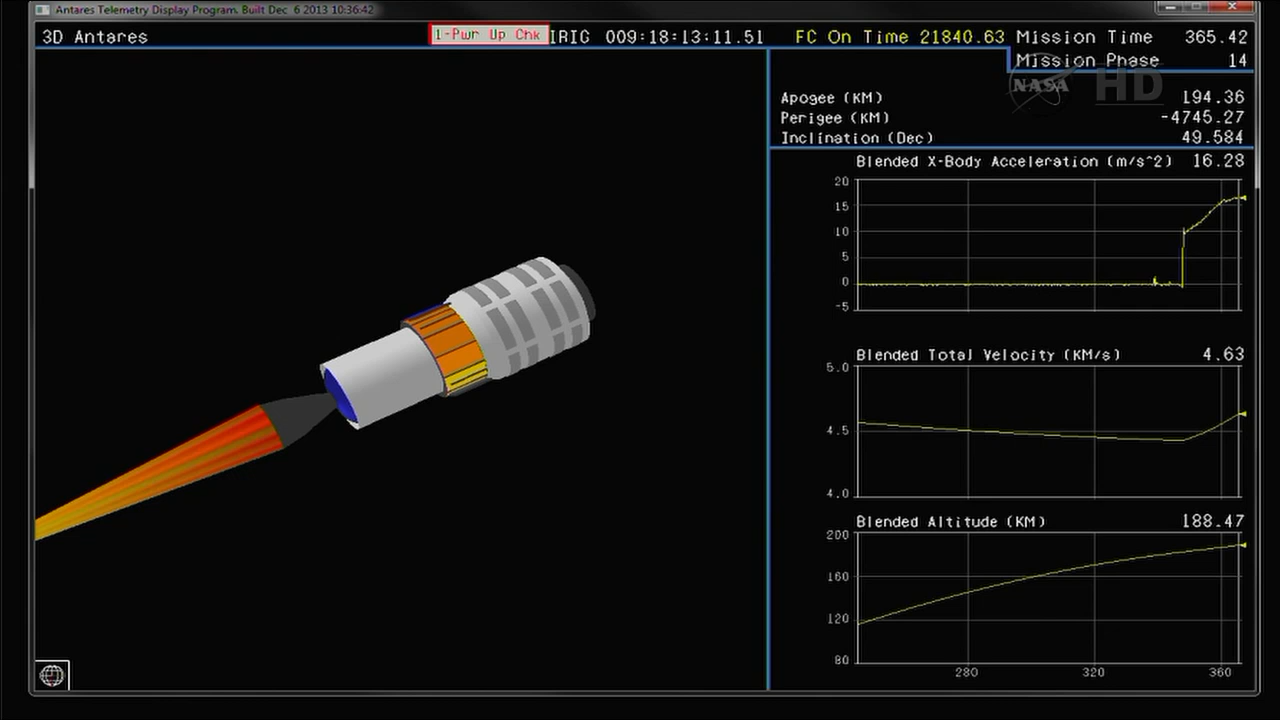 Antares Telemetry Display Program. Built Dec 6 2013 10:36:42
3D Antares 1-Pwr Up Chk IRIG 009:18:13:11.51 FC On Time 21840.63 Mission Time 365.42
Mission Phase 14
NASA HD
Apogee (KM) 194.36
Perigee (KM) -4745.27
Inclination (Dec) 49.584
Blended X-Body Acceleration (m/s^2) 16.28
20
15
10
5
0
-5
280 320 360
Blended Total Velocity (KM/s) 4.63
5.0
4.5
4.0
Blended Altitude (KM) 188.47
200
160
120
80
280 320 360